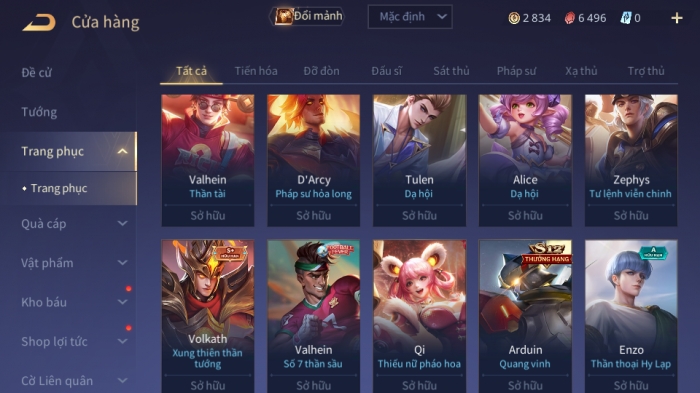 Cửa hàng
Đổi mảnh
Mặc định
2 834
6 496
0
Đề cử
Tướng
Trang phục
Trang phục
Quà cáp
Vật phẩm
Kho báu
Shop lợi tức
Cờ Liên quân
Tất cả
Tiến hóa
Đỡ đòn
Đấu sĩ
Sát thủ
Pháp sư
Xạ thủ
Trợ thủ
Valhein
Thần tài
Sở hữu
D'Arcy
Pháp sư hỏa long
Sở hữu
Tulen
Dạ hội
Sở hữu
Alice
Dạ hội
Sở hữu
Zephys
Tư lệnh viễn chinh
Sở hữu
S+
HỮU HẠN
Volkath
Xung thiên thần
tướng
Sở hữu
Valhein
Số 7 thần sầu
Sở hữu
Qi
Thiếu nữ pháo hoa
Sở hữu
S12
THƯỞNG HẠNG
Arduin
Quang vinh
Sở hữu
A
HỮU HẠN
Enzo
Thần thoại Hy Lạp
Sở hữu